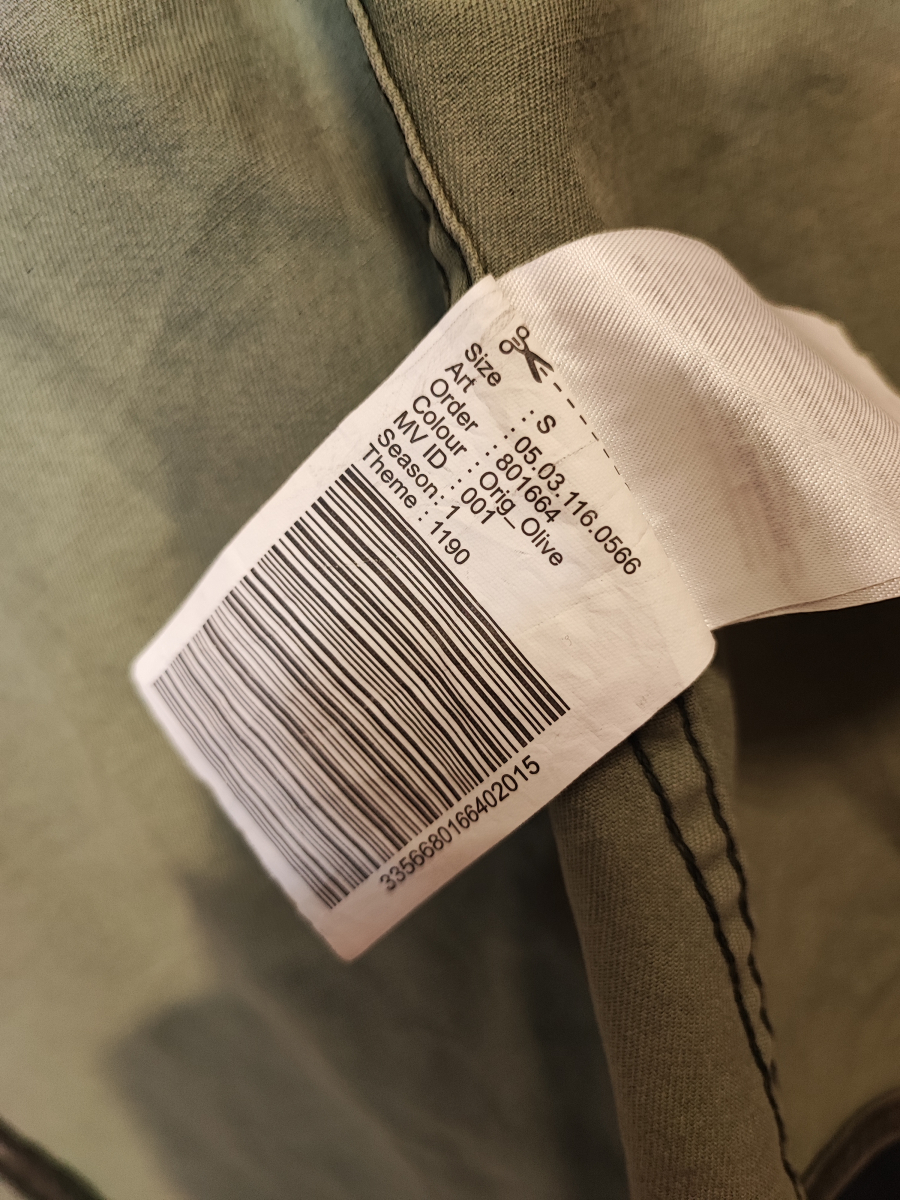 Size : S
Art : 05.03.116.0566
Order : 801664
Colour : Orig_Olive
MV ID : 001
Season : 1
Theme : 1190
3356680166402015